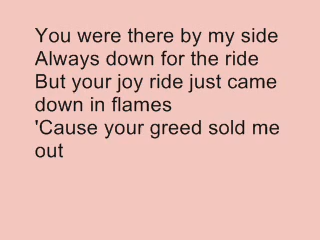 You were there by my side
Always down for the ride
But your joy ride just came
down in flames
'Cause your greed sold me
out